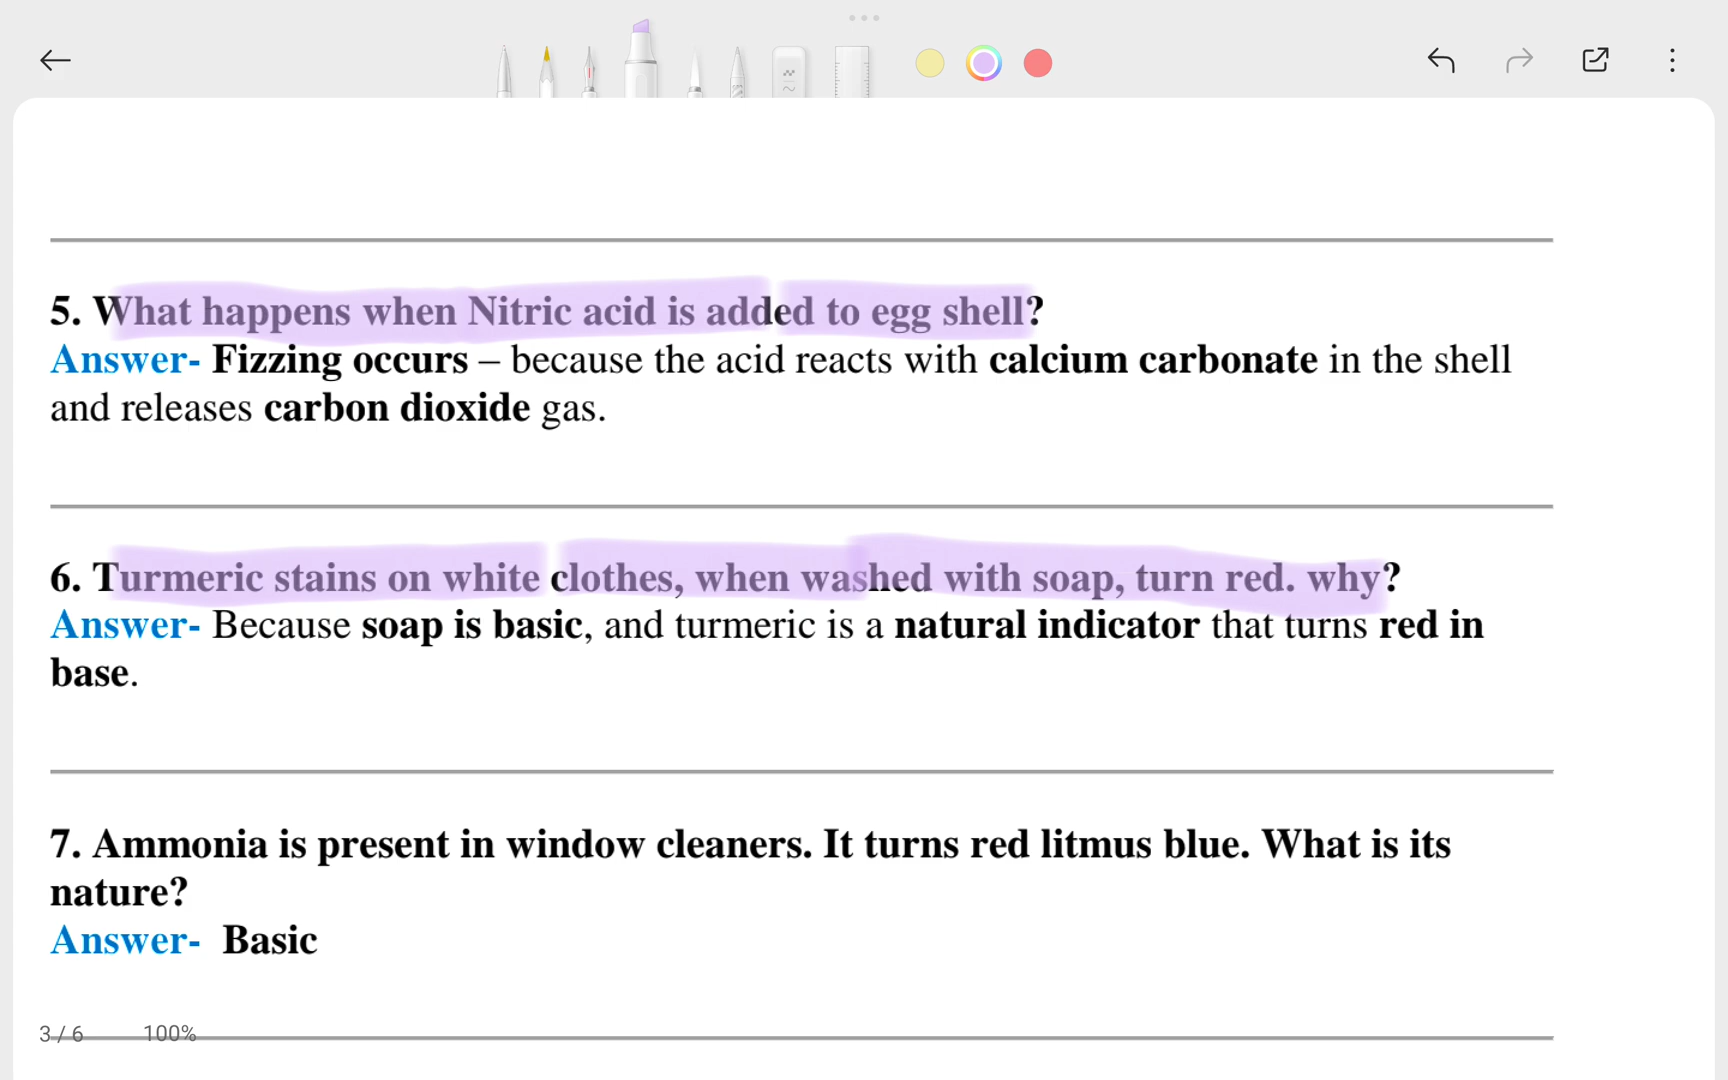 5. What happens when Nitric acid is added to egg shell?
Answer- Fizzing occurs – because the acid reacts with calcium carbonate in the shell
and releases carbon dioxide gas.
6. Turmeric stains on white clothes, when washed with soap, turn red. why?
Answer- Because soap is basic, and turmeric is a natural indicator that turns red in
base.
7. Ammonia is present in window cleaners. It turns red litmus blue. What is its
nature?
Answer- Basic
3 / 6 100%